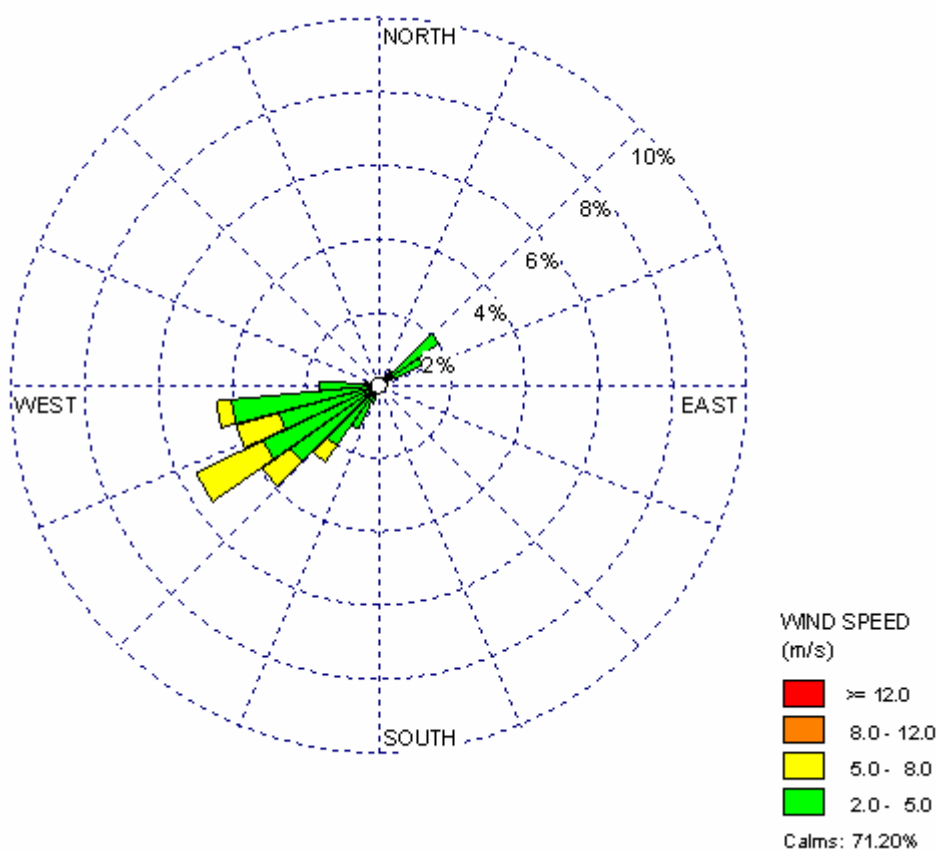 NORTH
10%
8%
6%
4%
2%
WEST
EAST
SOUTH
WIND SPEED
(m/s)
>= 12.0
8.0 - 12.0
5.0 - 8.0
2.0 - 5.0
Calms: 71.20%